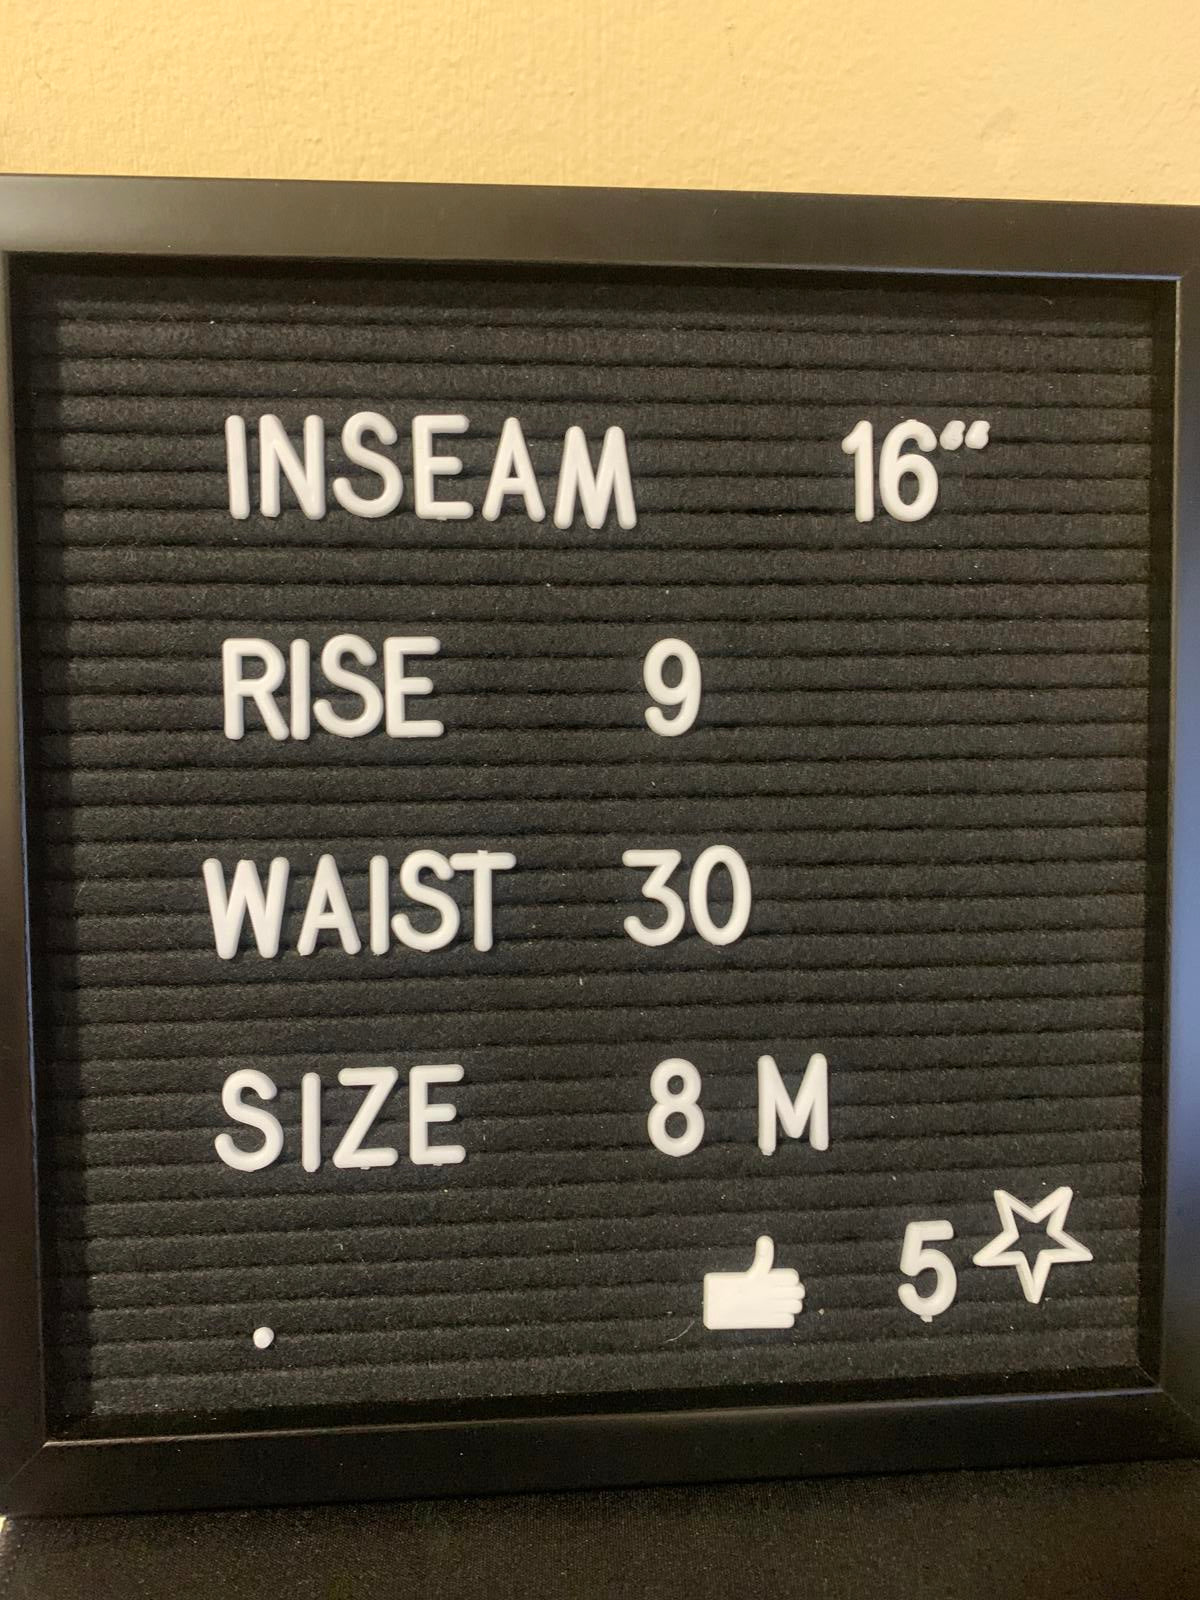 INSEAM 16“
RISE 9
WAIST 30
SIZE 8 M
5
.